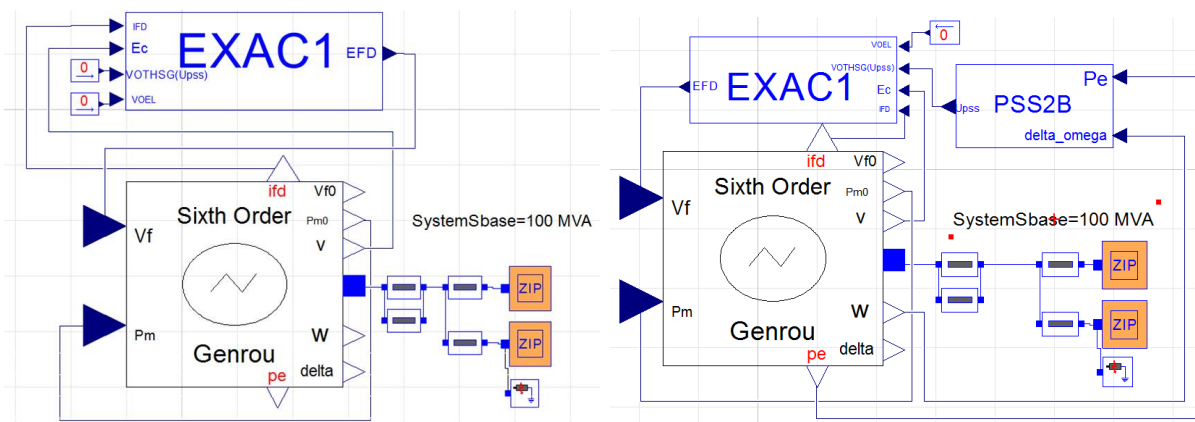 IFD
Ec
0
VOTHSG(Upss)
0
VOEL
EXAC1
EFD
ifd
Vf0
Sixth Order
Pm0
V
Vf
SystemSbase=100 MVA
ZIP
Pm
W
ZIP
Genrou
delta
pe
0
VOEL
VOTHSG(Upss)
EFD
EXAC1
Ec
IFD
Pe
Upss
PSS2B
delta_omega
ifd
Vf0
Sixth Order
Pm0
V
Vf
SystemSbase=100 MVA
ZIP
Pm
W
ZIP
Genrou
delta
pe